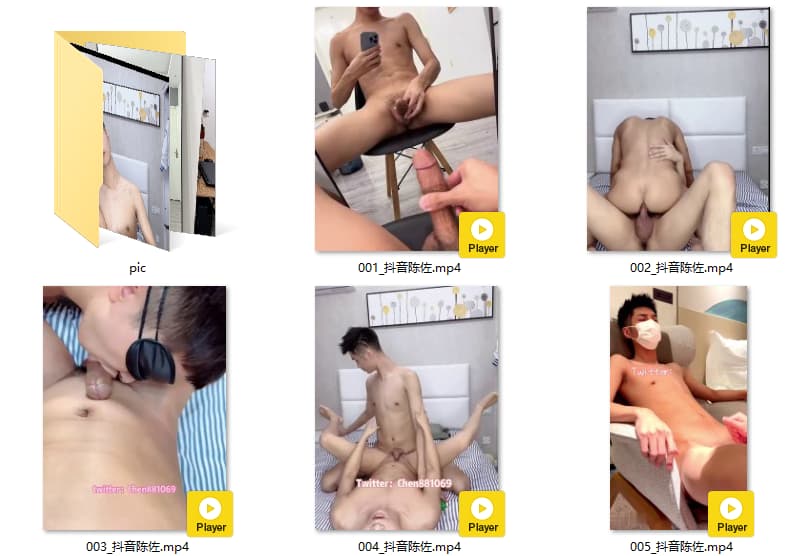 Player
Player
pic
001_抖音陈佐.mp4
002_抖音陈佐.mp4
twitter: Chen881069
Twitter: Chen881069
Twitter:
Player
Player
Player
003_抖音陈佐.mp4
004_抖音陈佐.mp4
005_抖音陈佐.mp4